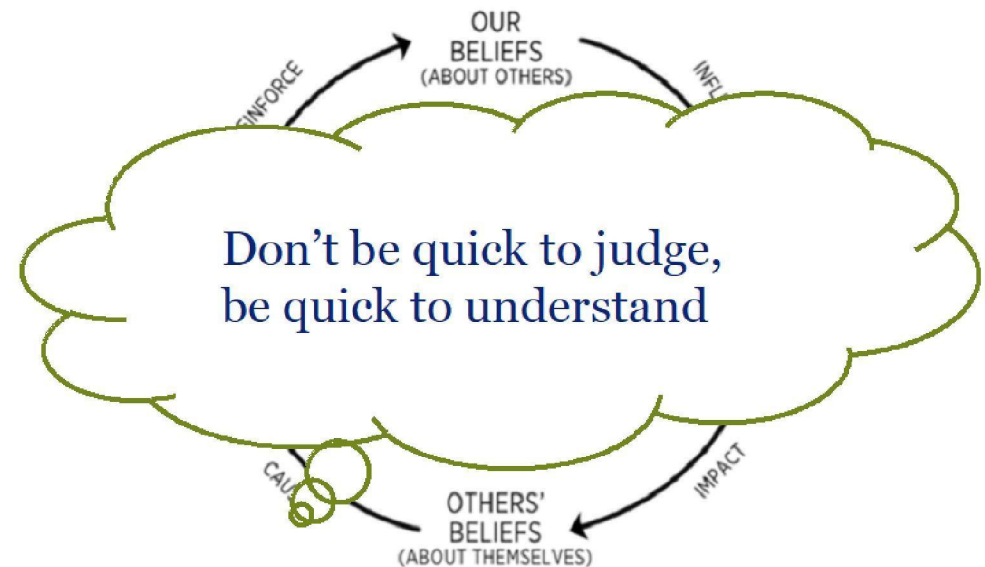 OUR
BELIEFS
(ABOUT OTHERS)
Don’t be quick to judge,
be quick to understand
IMPACT
OTHERS’
BELIEFS
(ABOUT THEMSELVES)